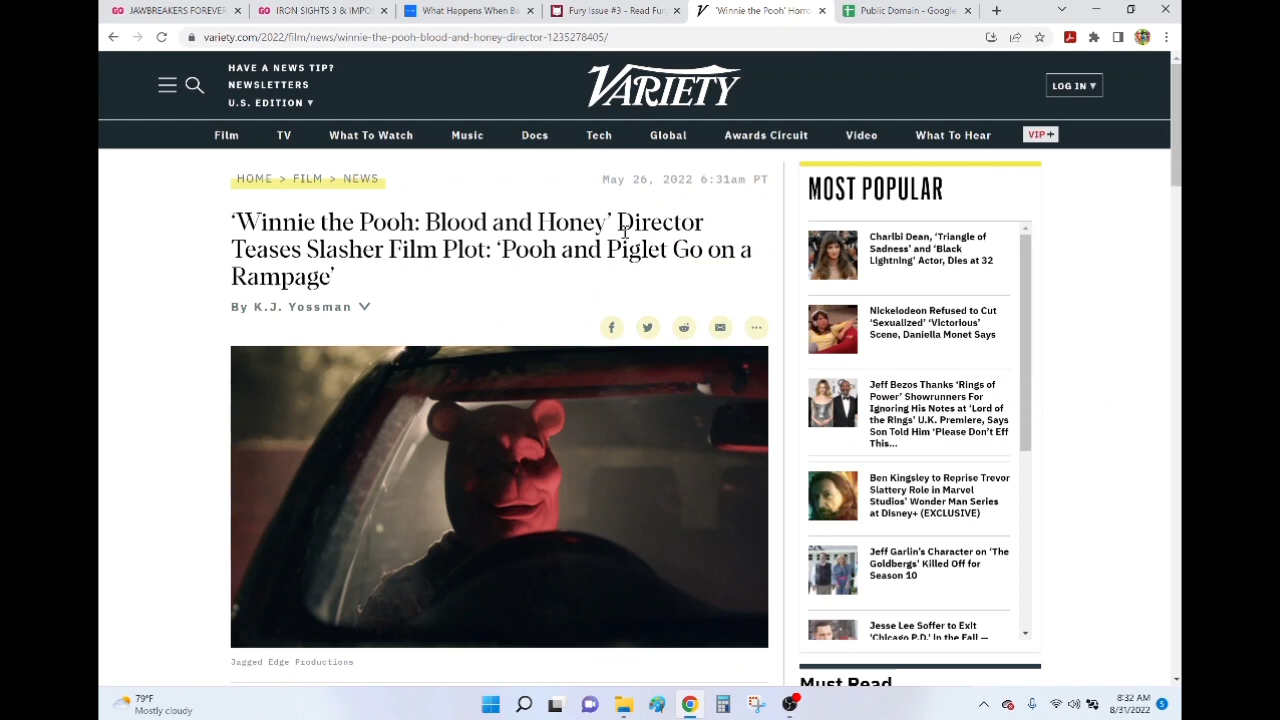 JAWBREAKERS FOREVER
IRON SIGHTS 3 & IMPOS
What Happens When Ba
Fury Issue #3 - Read Fur
'Winnie the Pooh' Horro
Public Domain - Google
variety.com/2022/film/news/winnie-the-pooh-blood-and-honey-director-1235278405/
HAVE A NEWS TIP?
NEWSLETTERS
U.S. EDITION
VARIETY
LOG IN
Film TV What To Watch Music Docs Tech Global Awards Circuit Video What To Hear VIP+
HOME > FILM > NEWS
May 26, 2022 6:31am PT
‘Winnie the Pooh: Blood and Honey’ Director
Teases Slasher Film Plot: ‘Pooh and Piglet Go on a
Rampage’
By K.J. Yossman
Jagged Edge Productions
MOST POPULAR
Charlbi Dean, ‘Triangle of
Sadness’ and ‘Black
Lightning’ Actor, Dies at 32
Nickelodeon Refused to Cut
‘Sexualized’ ‘Victorious’
Scene, Daniella Monet Says
Jeff Bezos Thanks ‘Rings of
Power’ Showrunners For
Ignoring His Notes at ‘Lord of
the Rings’ U.K. Premiere, Says
Son Told Him ‘Please Don’t Eff
This...
Ben Kingsley to Reprise Trevor
Slattery Role in Marvel
Studios’ Wonder Man Series
at Disney+ (EXCLUSIVE)
Jeff Garlin’s Character on ‘The
Goldbergs’ Killed Off for
Season 10
Jesse Lee Soffer to Exit
‘Chicago P.D.’ in the Fall —
Must Read
79°F
Mostly cloudy
8:32 AM
8/31/2022
5